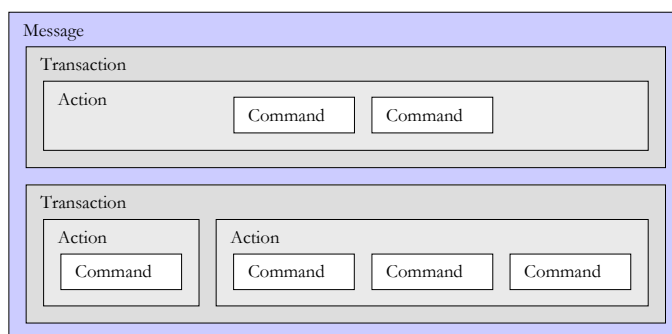 Message
Transaction
Action
Command Command
Transaction
Action Action
Command Command Command Command